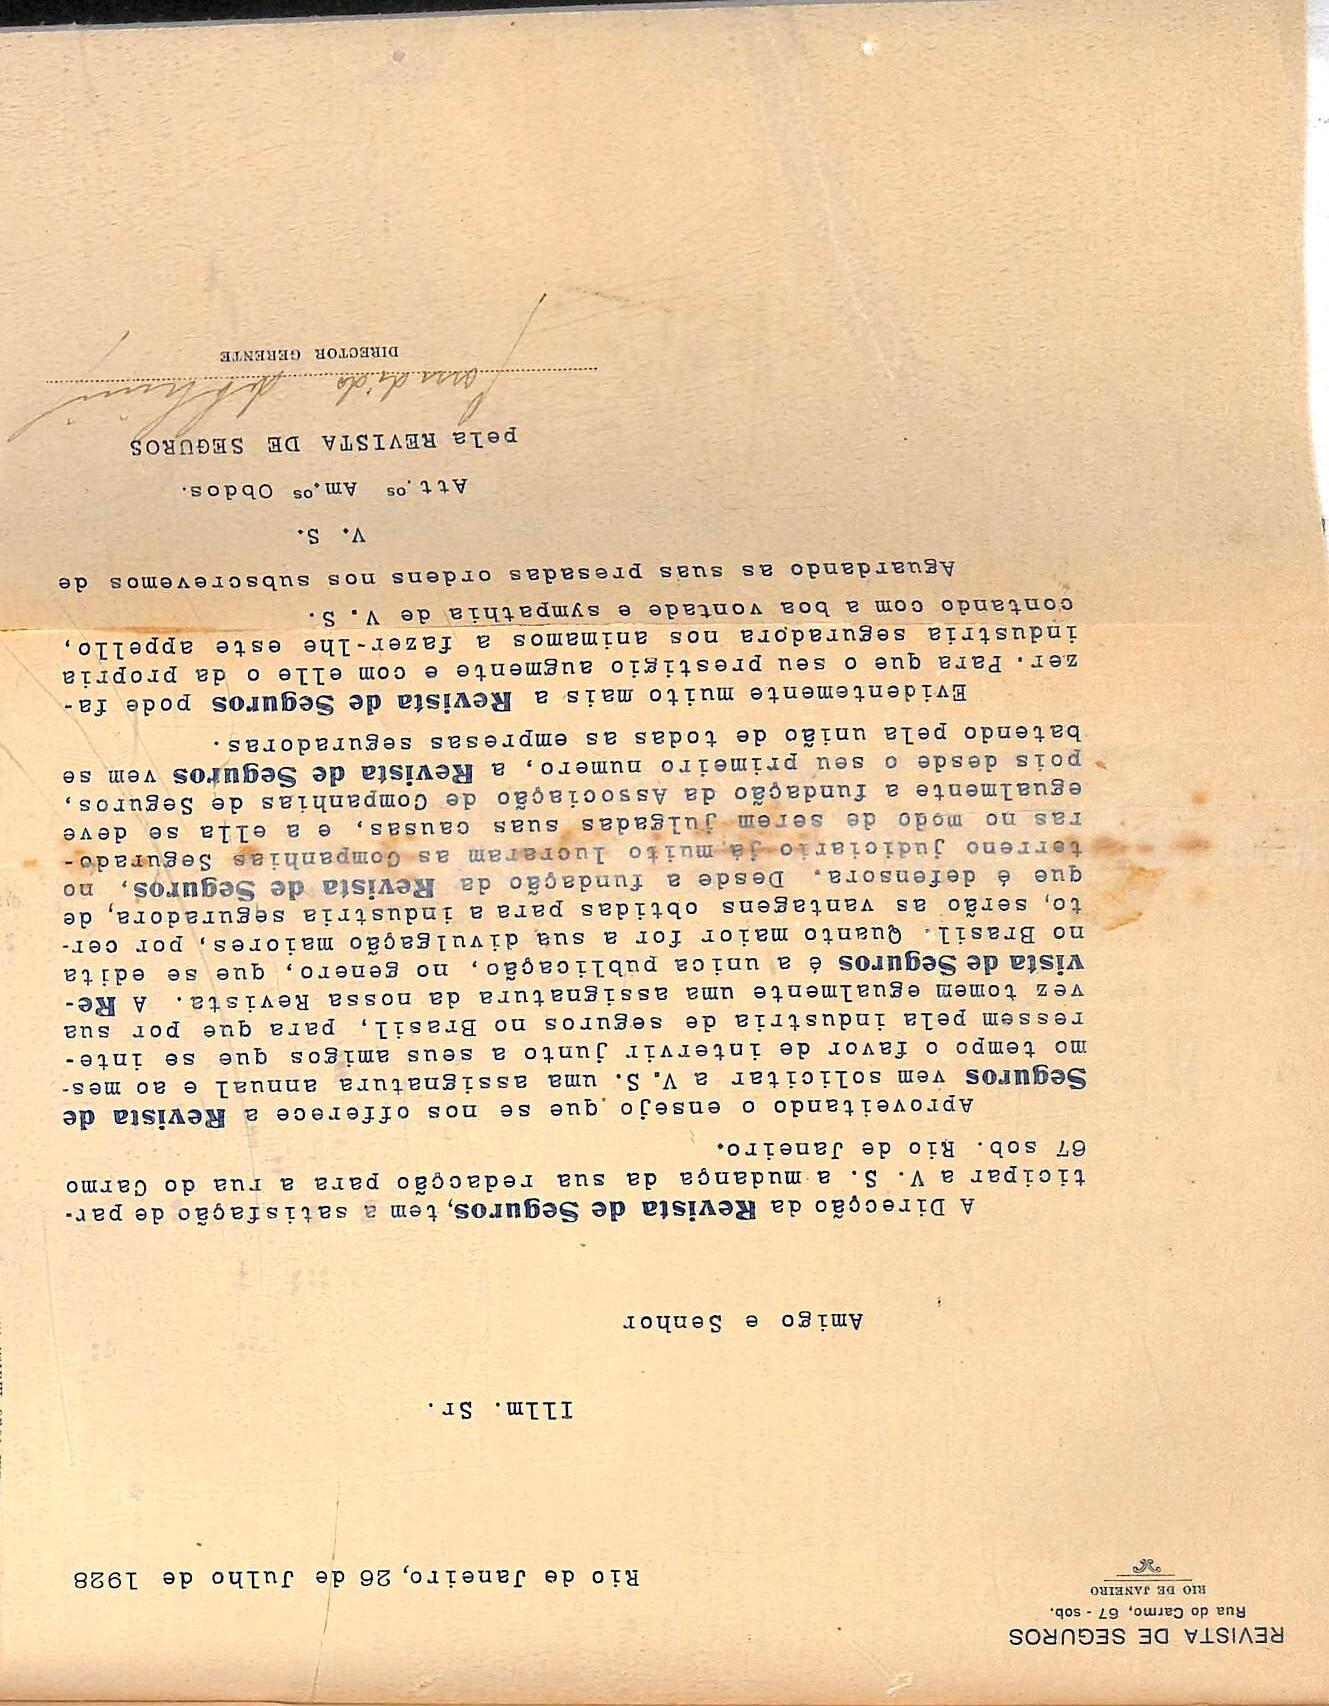 REVISTA DE SEGUROS
Rua do Carmo, 67 - sob.
RIO DE JANEIRO
Rio de Janeiro, 26 de Julho de 1928
Illm. Sr.
Amigo e Senhor
A Direcção da Revista de Seguros, tem a satisfação de par-
ticipar a V. S. a mudança da sua redacção para a rua do Carmo
67 sob. Rio de Janeiro.
Aproveitando o ensejo que se nos offerece a Revista de
Seguros vem solicitar a V. S. uma assignatura annual e ao mes-
mo tempo o favor de intervir junto a seus amigos que se inte-
ressem pela industria de seguros no Brasil, para que por sua
vez tomem egualmente uma assignatura da nossa Revista. A Re-
vista de Seguros é a unica publicação, no genero, que se edita
no Brasil. Quanto maior for a sua divulgação maiores, por cer-
to, serão as vantagens obtidas para a industria seguradora, de
que é defensora. Desde a fundação da Revista de Seguros, no
terreno judiciario já muito lucraram as Companhias Segurado-
ras no modo de serem julgadas suas causas, e a ella se deve
egualmente a fundação da Associação de Companhias de Seguros,
pois desde o seu primeiro numero, a Revista de Seguros vem se
batendo pela união de todas as empresas seguradoras.
Evidentemente muito mais a Revista de Seguros pode fa-
zer. Para que o seu prestigio augmente e com elle o da propria
industria seguradora nos animamos a fazer-lhe este appello,
contando com a boa vontade e sympathia de V. S.
Aguardando as suas presadas ordens nos subscrevemos de
V. S.
Att.os Am.os Obdos.
pela REVISTA DE SEGUROS
Candido de Oliveira
DIRECTOR GERENTE